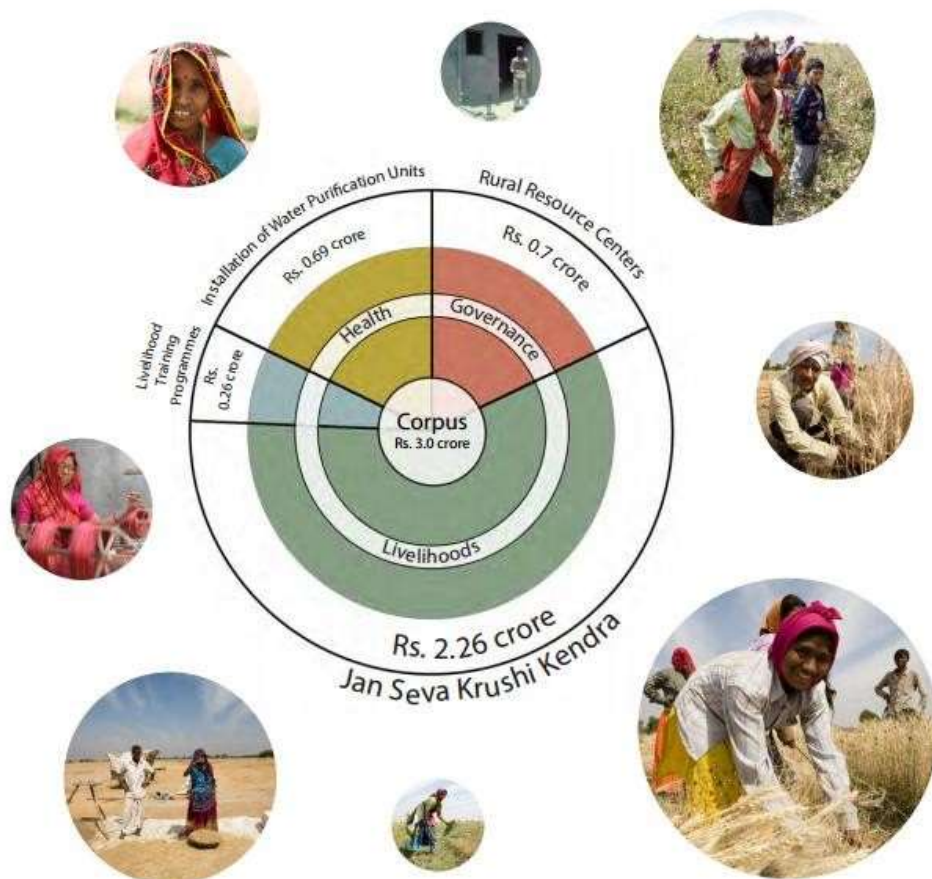 Installation of Water Purification Units
Rural Resource Centers
Rs. 0.69 crore
Rs. 0.7 crore
Livelihood
Training
Programmes
Rs.
0.26 crore
Health
Governance
Corpus
Rs. 3.0 crore
Livelihoods
Rs. 2.26 crore
Jan Seva Krushi Kendra